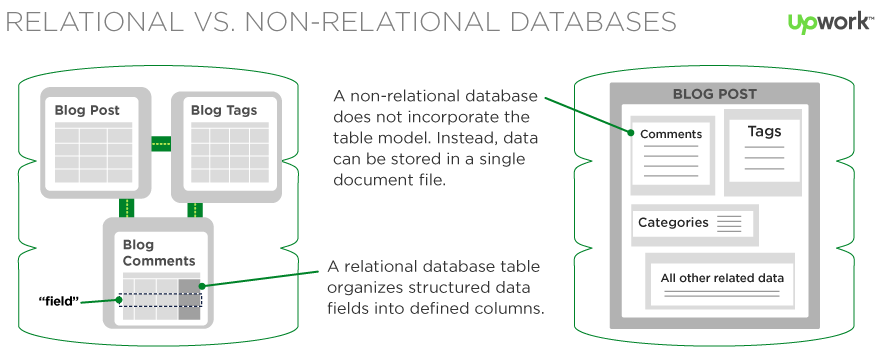 RELATIONAL VS. NON-RELATIONAL DATABASES
Upwork™
Blog Post
Blog Tags
Blog
Comments
"field"
A non-relational database
does not incorporate the
table model. Instead, data
can be stored in a single
document file.
A relational database table
organizes structured data
fields into defined columns.
BLOG POST
Comments
Tags
Categories
All other related data